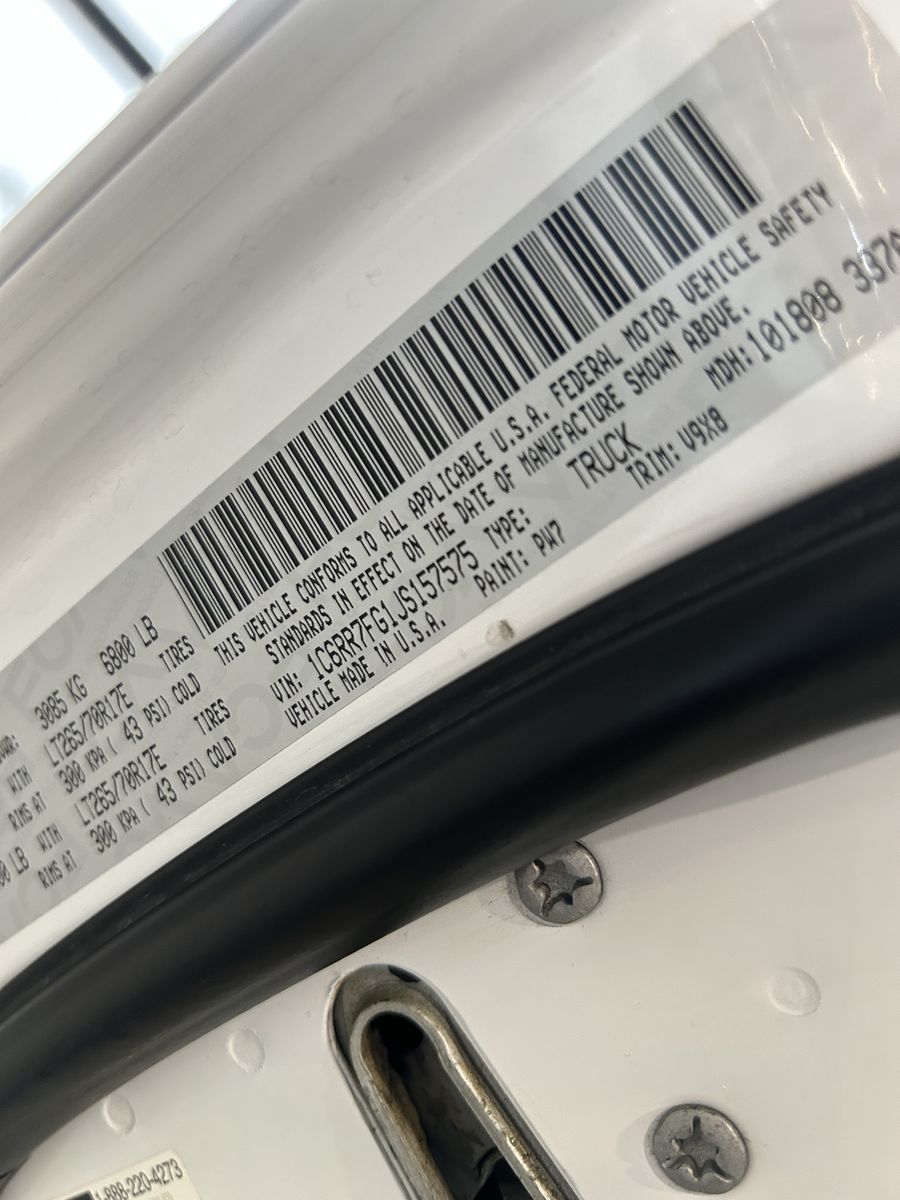 THIS VEHICLE CONFORMS TO ALL APPLICABLE U.S.A. FEDERAL MOTOR VEHICLE SAFETY
STANDARDS IN EFFECT ON THE DATE OF MANUFACTURE SHOWN ABOVE.
VIN: 1C6RR7FG1JS157575 TYPE: TRUCK MDH: 101808
VEHICLE MADE IN U.S.A. PAINT: PW7 TRIM: V9X8
3085 KG 6800 LB
WITH LT265/70R17E TIRES
RIMS AT 300 KPA ( 43 PSI) COLD
LB WITH LT265/70R17E TIRES
RIMS AT 300 KPA ( 43 PSI) COLD
1-888-220-4273